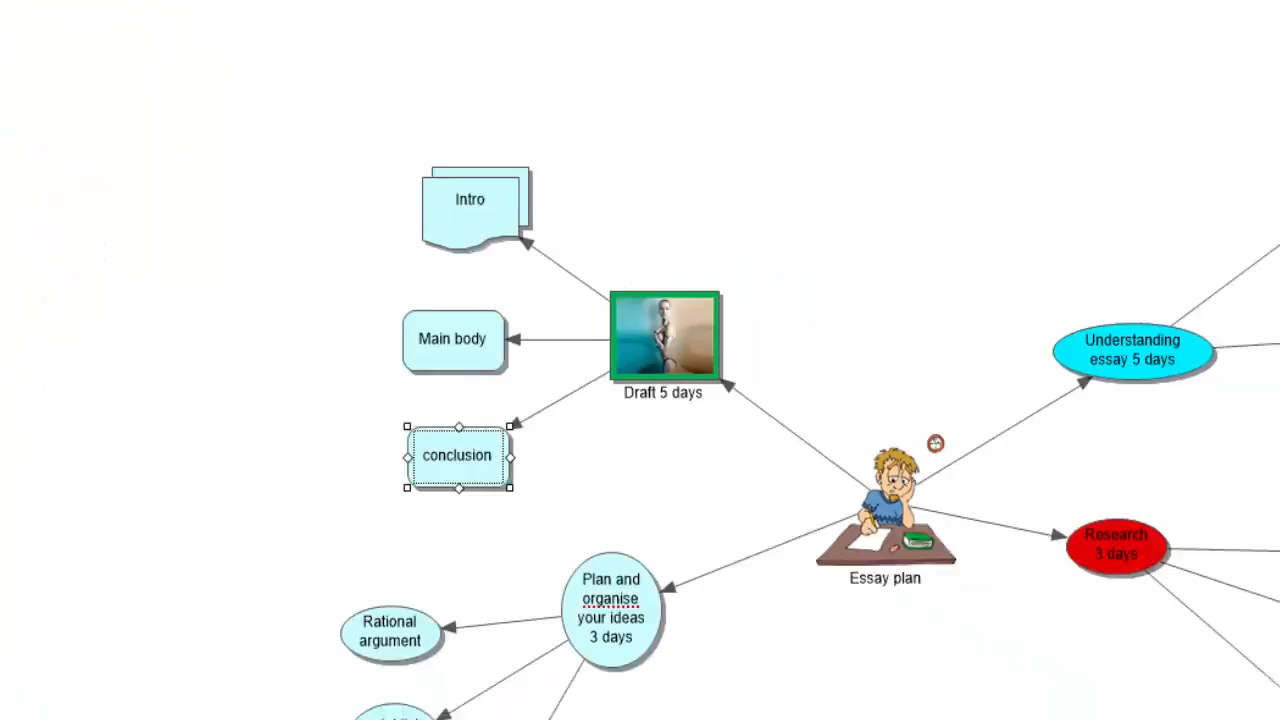 Intro
Main body
conclusion
Draft 5 days
Understanding
essay 5 days
Essay plan
Research
3 days
Plan and
organise
your ideas
3 days
Rational
argument